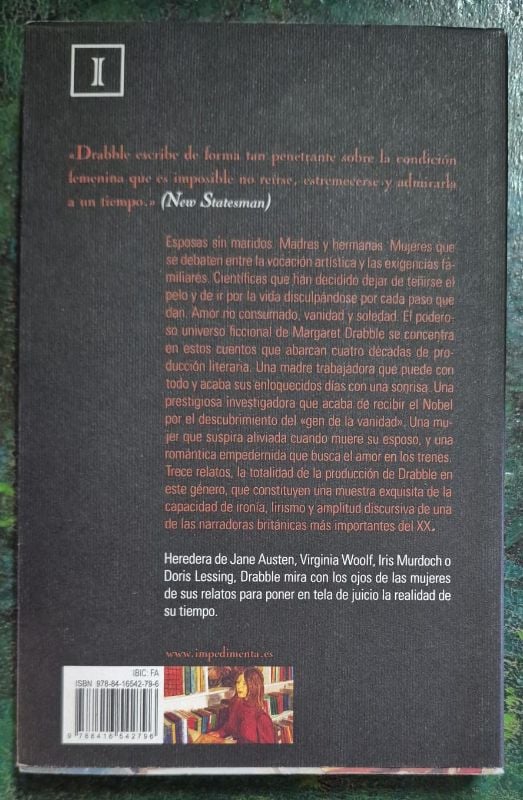 I
«Drabble escribe de forma tan penetrante sobre la condición
femenina que es imposible no reírse, estremecerse y admirarla
a un tiempo.» (New Statesman)
Esposas sin maridos. Madres y hermanas. Mujeres que
se debaten entre la vocación artística y las exigencias fa-
miliares. Científicas que han decidido dejar de teñirse el
pelo y de ir por la vida disculpándose por cada paso que
dan. Amor no consumado, vanidad y soledad. El podero-
so universo ficcional de Margaret Drabble se concentra
en estos cuentos que abarcan cuatro décadas de pro-
ducción literaria. Una madre trabajadora que puede con
todo y acaba sus enloquecidos días con una sonrisa. Una
prestigiosa investigadora que acaba de recibir el Nobel
por el descubrimiento del «gen de la vanidad». Una mu-
jer que suspira aliviada cuando muere su esposo, y una
romántica empedernida que busca el amor en los trenes.
Trece relatos, la totalidad de la producción de Drabble en
este género, que constituyen una muestra exquisita de la
capacidad de ironía, lirismo y amplitud discursiva de una
de las narradoras británicas más importantes del XX.
Heredera de Jane Austen, Virginia Woolf, Iris Murdoch o
Doris Lessing, Drabble mira con los ojos de las mujeres
de sus relatos para poner en tela de juicio la realidad de
su tiempo.
www.impedimenta.es
IBIC: FA
ISBN 978-84-16542-79-6
9 788416 542796